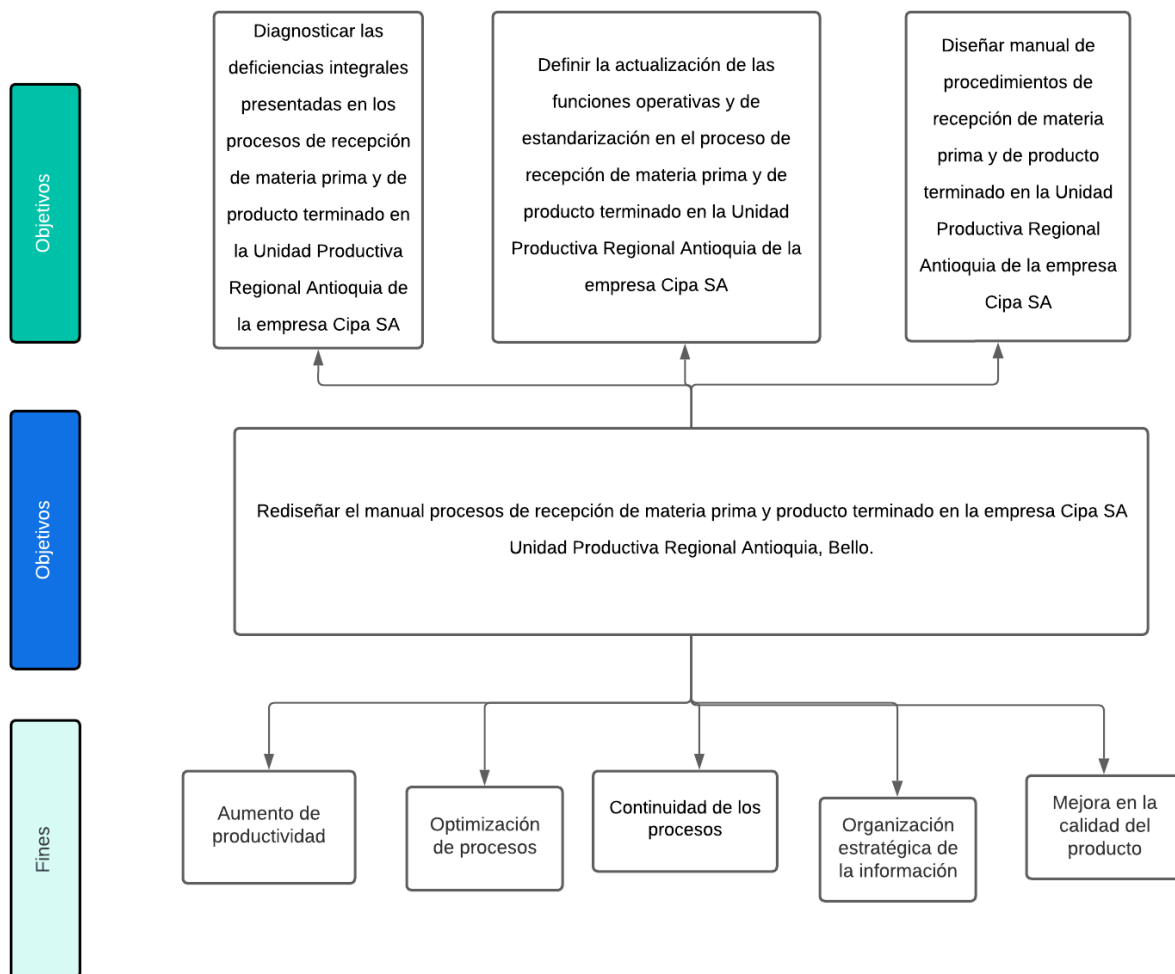 Objetivos
Diagnosticar las
deficiencias integrales
presentadas en los
procesos de recepción
de materia prima y de
producto terminado en
la Unidad Productiva
Regional Antioquia de
la empresa Cipa SA
Definir la actualización de las
funciones operativas y de
estandarización en el proceso de
recepción de materia prima y de
producto terminado en la Unidad
Productiva Regional Antioquia de la
empresa Cipa SA
Diseñar manual de
procedimientos de
recepción de materia
prima y de producto
terminado en la Unidad
Productiva Regional
Antioquia de la empresa
Cipa SA
Objetivos
Rediseñar el manual procesos de recepción de materia prima y producto terminado en la empresa Cipa SA
Unidad Productiva Regional Antioquia, Bello.
Fines
Aumento de
productividad
Optimización
de procesos
Continuidad de los
procesos
Organización
estratégica de
la información
Mejora en la
calidad del
producto